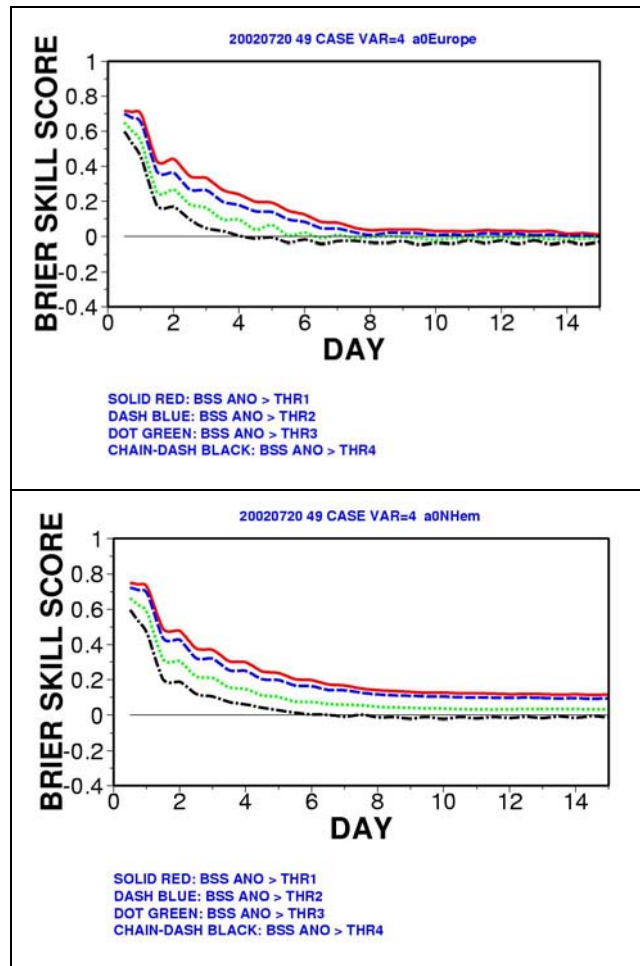 20020720 49 CASE VAR=4 a0Europe
BRIER SKILL SCORE
1
0.8
0.6
0.4
0.2
0
-0.2
-0.4
0 2 4 6 8 10 12 14
DAY
SOLID RED: BSS ANO > THR1
DASH BLUE: BSS ANO > THR2
DOT GREEN: BSS ANO > THR3
CHAIN-DASH BLACK: BSS ANO > THR4
20020720 49 CASE VAR=4 a0NHem
BRIER SKILL SCORE
1
0.8
0.6
0.4
0.2
0
-0.2
-0.4
0 2 4 6 8 10 12 14
DAY
SOLID RED: BSS ANO > THR1
DASH BLUE: BSS ANO > THR2
DOT GREEN: BSS ANO > THR3
CHAIN-DASH BLACK: BSS ANO > THR4